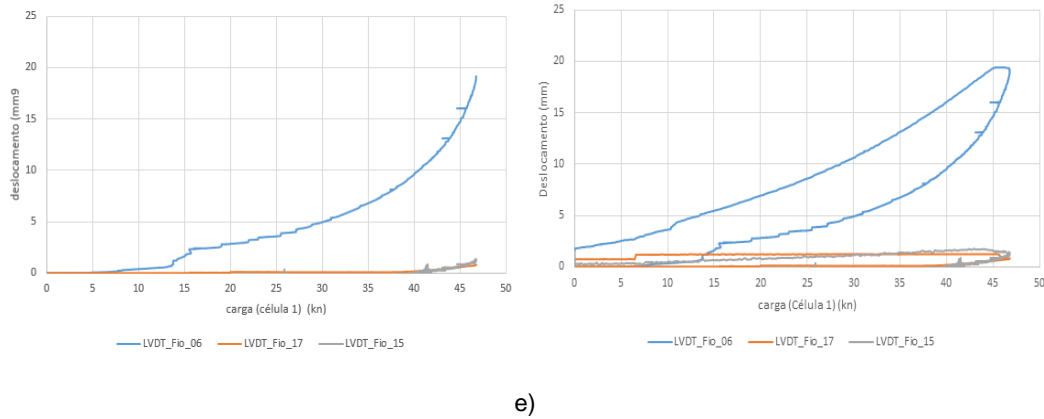 25
20
15
10
5
0
deslocamento (mm9
0 5 10 15 20 25 30 35 40 45 50
carga (célula 1) (kn)
LVDT_Fio_06 LVDT_Fio_17 LVDT_Fio_15
25
20
15
10
5
0
Deslocamento (mm)
0 5 10 15 20 25 30 35 40 45 50
carga (Célula 1) (kn)
LVDT_Fio_06 LVDT_Fio_17 LVDT_Fio_15
e)